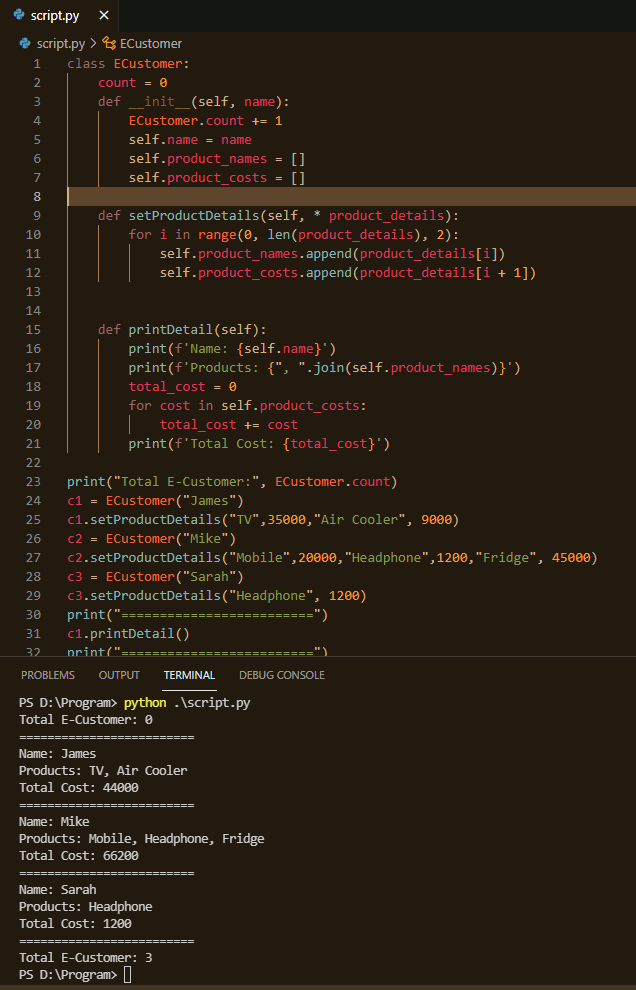 script.py
script.py > ECustomer
1 class ECustomer:
2     count = 0
3     def __init__(self, name):
4         ECustomer.count += 1
5         self.name = name
6         self.product_names = []
7         self.product_costs = []
8
9     def setProductDetails(self, * product_details):
10         for i in range(0, len(product_details), 2):
11             self.product_names.append(product_details[i])
12             self.product_costs.append(product_details[i + 1])
13
14
15     def printDetail(self):
16         print(f'Name: {self.name}')
17         print(f'Products: {", ".join(self.product_names)}')
18         total_cost = 0
19         for cost in self.product_costs:
20             total_cost += cost
21         print(f'Total Cost: {total_cost}')
22
23 print("Total E-Customer:", ECustomer.count)
24 c1 = ECustomer("James")
25 c1.setProductDetails("TV",35000,"Air Cooler", 9000)
26 c2 = ECustomer("Mike")
27 c2.setProductDetails("Mobile",20000,"Headphone",1200,"Fridge", 45000)
28 c3 = ECustomer("Sarah")
29 c3.setProductDetails("Headphone", 1200)
30 print("=========================")
31 c1.printDetail()
32 print("=========================")
PROBLEMS OUTPUT TERMINAL DEBUG CONSOLE
PS D:\Program> python .\script.py
Total E-Customer: 0
=========================
Name: James
Products: TV, Air Cooler
Total Cost: 44000
=========================
Name: Mike
Products: Mobile, Headphone, Fridge
Total Cost: 66200
=========================
Name: Sarah
Products: Headphone
Total Cost: 1200
=========================
Total E-Customer: 3
PS D:\Program>